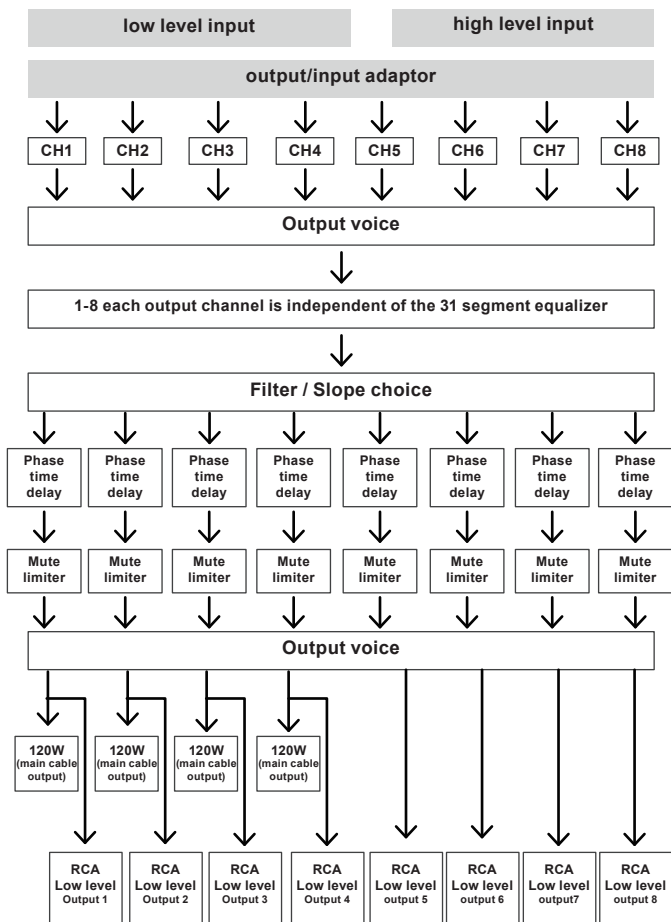 low level input
high level input
output/input adaptor
CH1 CH2 CH3 CH4 CH5 CH6 CH7 CH8
Output voice
1-8 each output channel is independent of the 31 segment equalizer
Filter / Slope choice
Phase Phase Phase Phase Phase Phase Phase Phase
time time time time time time time time
delay delay delay delay delay delay delay delay
Mute Mute Mute Mute Mute Mute Mute Mute
limiter limiter limiter limiter limiter limiter limiter limiter
Output voice
120W 120W 120W 120W
(main cable (main cable (main cable (main cable
output) output) output) output)
RCA RCA RCA RCA RCA RCA RCA RCA
Low level Low level Low level Low level Low level Low level Low level Low level
Output 1 Output 2 Output 3 Output 4 output 5 output 6 output7 output 8